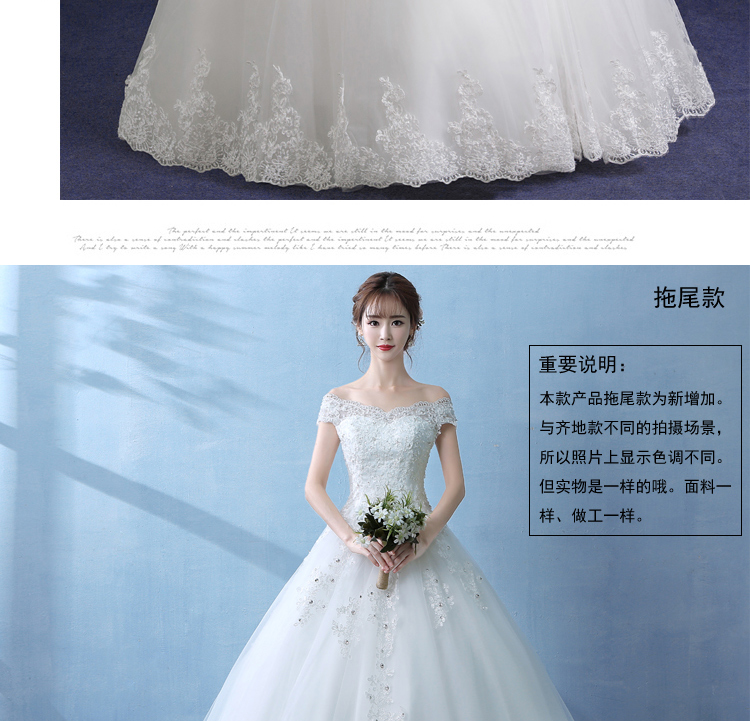 The perfect and the impertinent It seems we are still in the mood for surprises and the unexpected
There is also a sense of contradiction and clashes the perfect and the impertinent It seems we are still in the mood for surprises and the unexpected
And I try to write a song With a happy summer melody like I have tried so many times before There is also a sense of contradiction and clashes
拖尾款
重要说明：
本款产品拖尾款为新增加。
与齐地款不同的拍摄场景，
所以照片上显示色调不同。
但实物是一样的哦。面料一
样、做工一样。